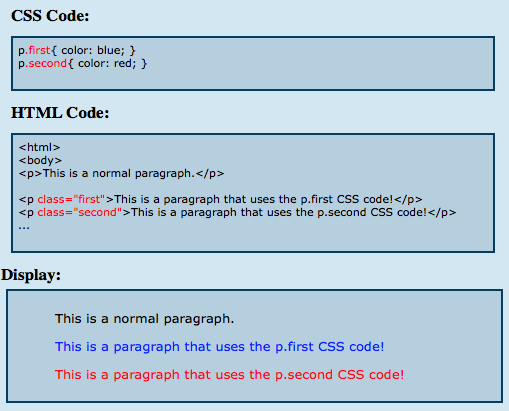 CSS Code:
p.first{ color: blue; }
p.second{ color: red; }
HTML Code:
<html>
<body>
<p>This is a normal paragraph.</p>
<p class="first">This is a paragraph that uses the p.first CSS code!</p>
<p class="second">This is a paragraph that uses the p.second CSS code!</p>
...
Display:
This is a normal paragraph.
This is a paragraph that uses the p.first CSS code!
This is a paragraph that uses the p.second CSS code!